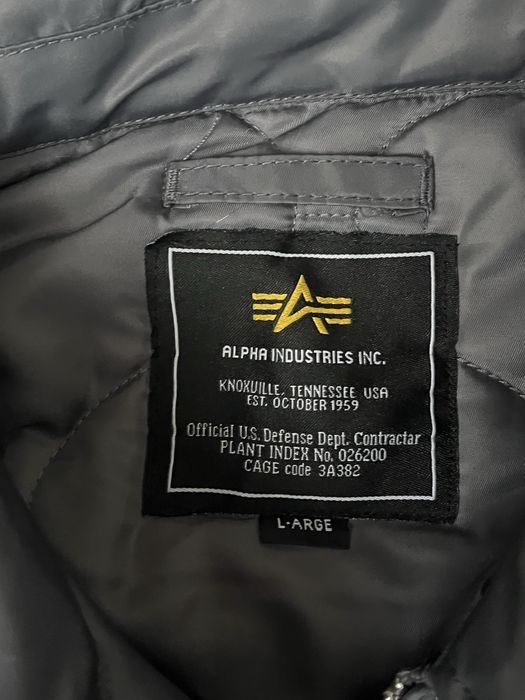 ALPHA INDUSTRIES INC.
KNOXVILLE, TENNESSEE USA
EST. OCTOBER 1959
Official U.S. Defense Dept. Contractar
PLANT INDEX No. 026200
CAGE code 3A382
L-ARGE